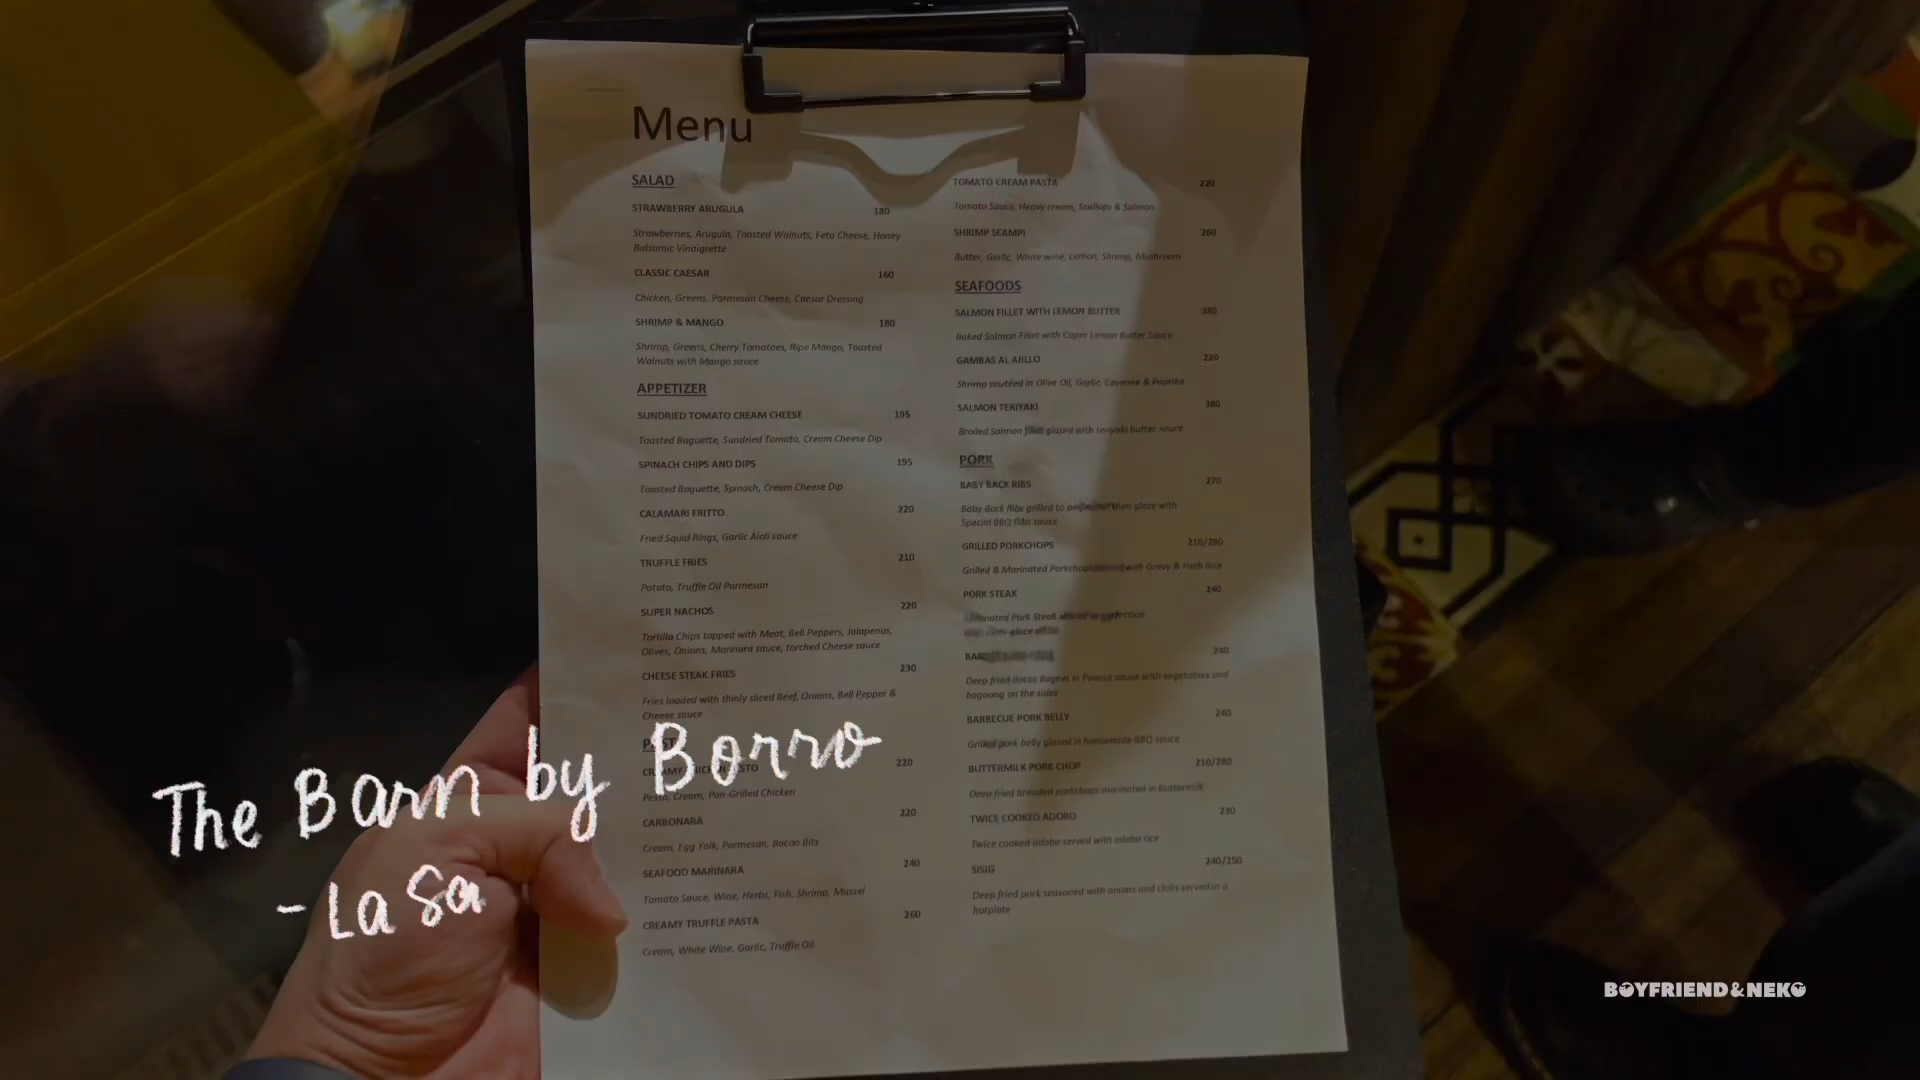 Menu
SALAD
STRAWBERRY ARUGULA 180
Strawberries, Arugula, Toasted Walnuts, Feta Cheese, Honey
Balsamic Vinaigrette
CLASSIC CAESAR 160
Chicken, Greens, Parmesan Cheese, Caesar Dressing
SHRIMP & MANGO 180
Shrimp, Greens, Cherry Tomatoes, Ripe Mango, Toasted
Walnuts with Mango sauce
APPETIZER
SUNDRIED TOMATO CREAM CHEESE 195
Toasted Baguette, Sundried Tomato, Cream Cheese Dip
SPINACH CHIPS AND DIPS 195
Toasted Baguette, Spinach, Cream Cheese Dip
CALAMARI FRITTO 220
Fried Squid Rings, Garlic Aioli sauce
TRUFFLE FRIES 210
Potato, Truffle Oil Parmesan
SUPER NACHOS 220
Tortilla Chips topped with Meat, Bell Peppers, Jalapenos,
Olives, Onions, Marinara sauce, torched Cheese sauce
CHEESE STEAK FRIES 230
Fries loaded with thinly sliced Beef, Onions, Bell Pepper &
Cheese sauce
CREAMY CHICKEN PESTO 220
Pesto, Cream, Pan-Grilled Chicken
CARBONARA 220
Cream, Egg Yolk, Parmesan, Bacon Bits
SEAFOOD MARINARA 240
Tomato Sauce, Wine, Herbs, Fish, Shrimp, Mussel
CREAMY TRUFFLE PASTA 260
Cream, White Wine, Garlic, Truffle Oil
TOMATO CREAM PASTA 220
Tomato Sauce, Heavy cream, Scallops & Salmon
SHRIMP SCAMPI 260
Butter, Garlic, White wine, Lemon, Shrimp, Mushroom
SEAFOODS
SALMON FILLET WITH LEMON BUTTER 380
Baked Salmon Fillet with Caper Lemon Butter Sauce
GAMBAS AL AJILLO 220
Shrimp sautéed in Olive Oil, Garlic, Cayenne & Paprika
SALMON TERIYAKI 380
Broiled Salmon glazed with teriyaki butter sauce
PORK
BABY BACK RIBS 270
Baby Back Ribs grilled to then glaze with
Special BBQ Ribs sauce
GRILLED PORKCHOPS 210/280
Grilled & Marinated Porkchops with Gravy & Herb Rice
PORK STEAK 240
Pork Steak
240
Deep fried Ilocos Bagnet in Peanut sauce with vegetables and
bagoong on the sides
BARBECUE PORK BELLY 240
Grilled pork belly glazed in homemade BBQ sauce
BUTTERMILK PORK CHOP 210/280
Deep fried breaded porkchops marinated in buttermilk
TWICE COOKED ADOBO 230
Twice cooked adobo served with adobo rice
SISIG 240/250
Deep fried pork seasoned with onions and chilis served in a
hotplate
The Barn by Borro
- La Sa
BOYFRIEND & NEKO